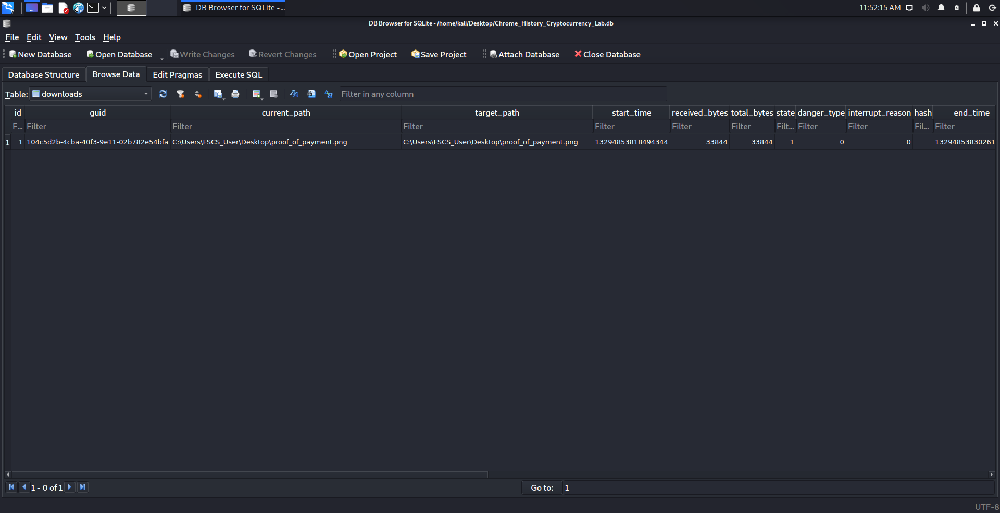 DB Browser for SQLite -... 11:52:15 AM
DB Browser for SQLite - /home/kali/Desktop/Chrome_History_Cryptocurrency_Lab.db
File Edit View Tools Help
New Database Open Database Write Changes Revert Changes Open Project Save Project Attach Database Close Database
Database Structure Browse Data Edit Pragmas Execute SQL
Table: downloads Filter in any column
id guid current_path target_path start_time received_bytes total_bytes state danger_type interrupt_reason hash end_time
F... Filter Filter Filter Filter Filter Filter Filt... Filter Filter Fil... Filter
1 1 104c5d2b-4cba-40f3-9e11-02b782e54bfa C:\Users\FSCS_User\Desktop\proof_of_payment.png C:\Users\FSCS_User\Desktop\proof_of_payment.png 13294853818494344 33844 33844 1 0 0 13294853830261
1 - 0 of 1 Go to: 1
UTF-8